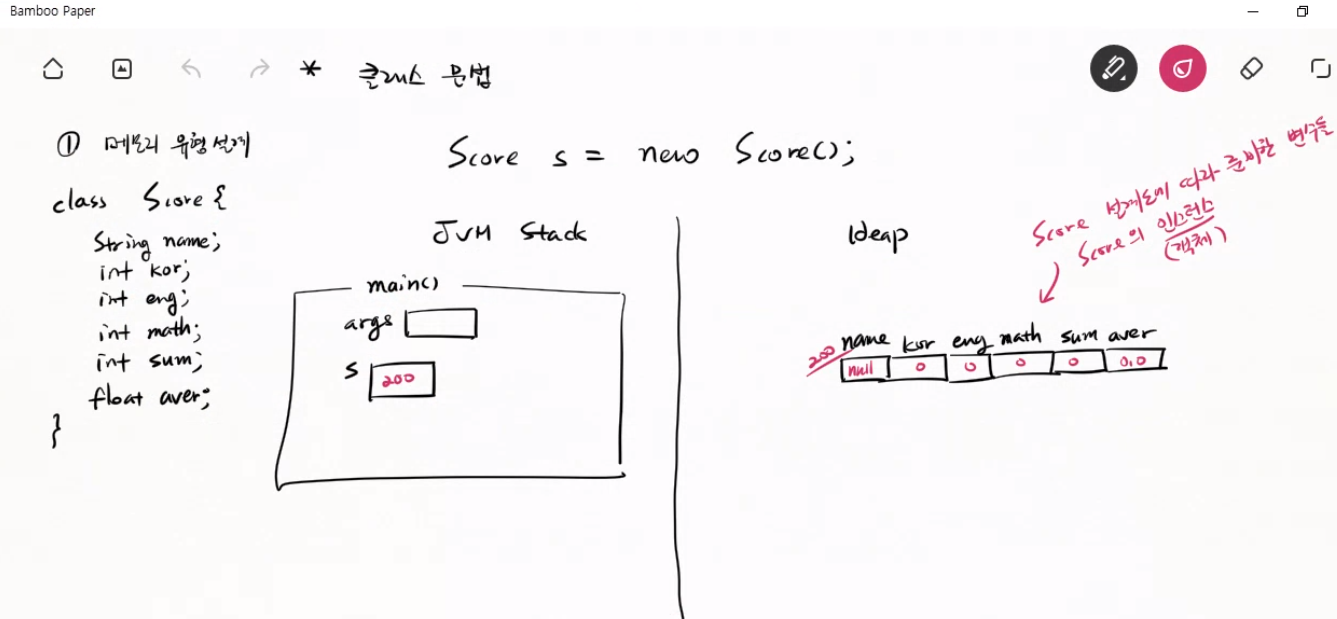 Bamboo Paper
* 클래스 문법
① 메모리 유형 설계
class Score {
String name;
int kor;
int eng;
int math;
int sum;
float aver;
}
Score s = new Score();
JVM Stack
main()
args
s 200
Heap
Score 설계도에 따라 준비한 변수들
Score의 인스턴스
(객체)
200 name kor eng math sum aver
null 0 0 0 0 0.0